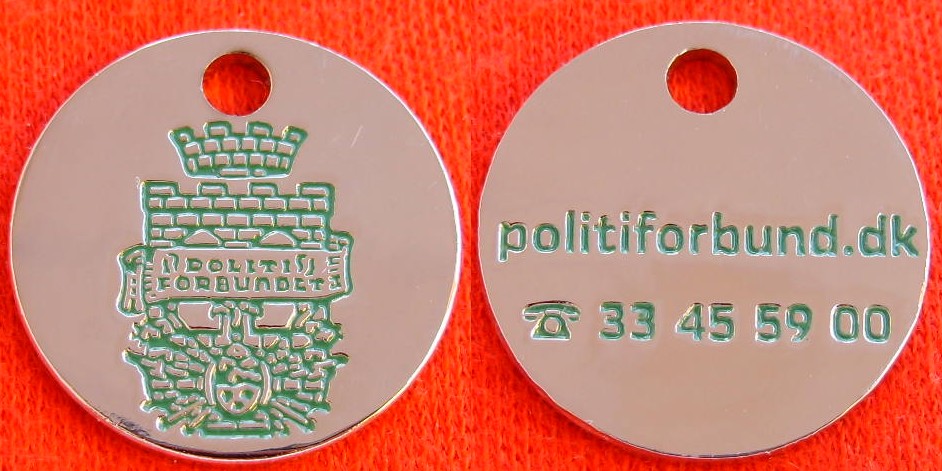 POLITI
FORBUNDET
politiforbund.dk
☎ 33 45 59 00